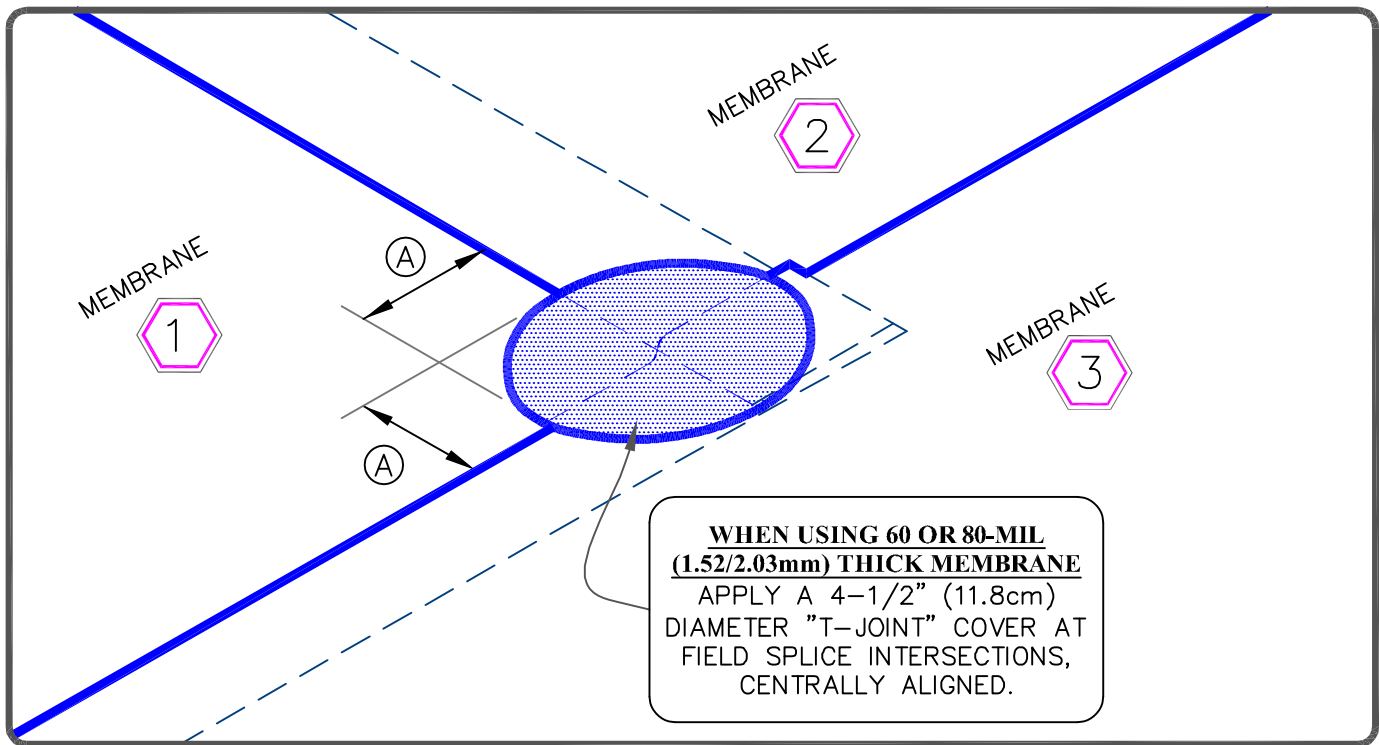 MEMBRANE
2
MEMBRANE
1
A
MEMBRANE
3
A
WHEN USING 60 OR 80-MIL
(1.52/2.03mm) THICK MEMBRANE
APPLY A 4-1/2" (11.8cm)
DIAMETER "T-JOINT" COVER AT
FIELD SPLICE INTERSECTIONS,
CENTRALLY ALIGNED.